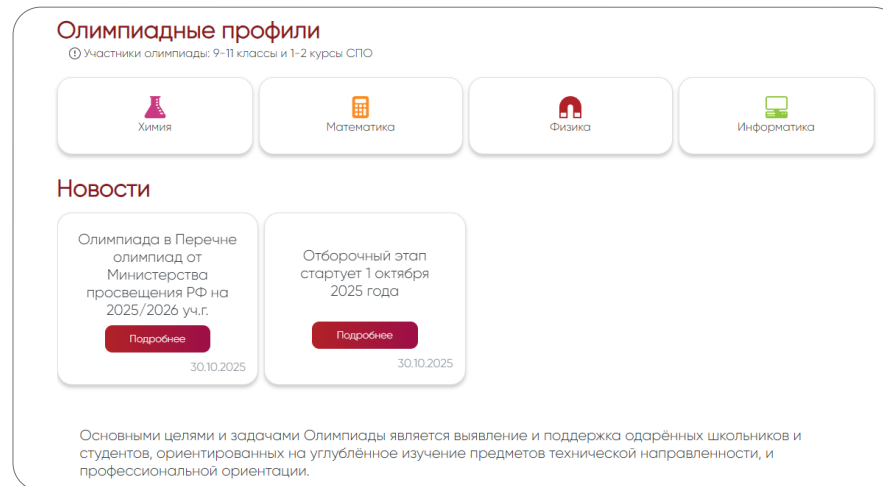 Олимпиадные профили
Участники олимпиады: 9-11 классы и 1-2 курсы СПО
Химия
Математика
Физика
Информатика
Новости
Олимпиада в Перечне
олимпиад от
Министерства
просвещения РФ на
2025/2026 уч.г.
Подробнее
30.10.2025
Отборочный этап
стартует 1 октября
2025 года
Подробнее
30.10.2025
Основными целями и задачами Олимпиады является выявление и поддержка одарённых школьников и
студентов, ориентированных на углублённое изучение предметов технической направленности, и
профессиональной ориентации.